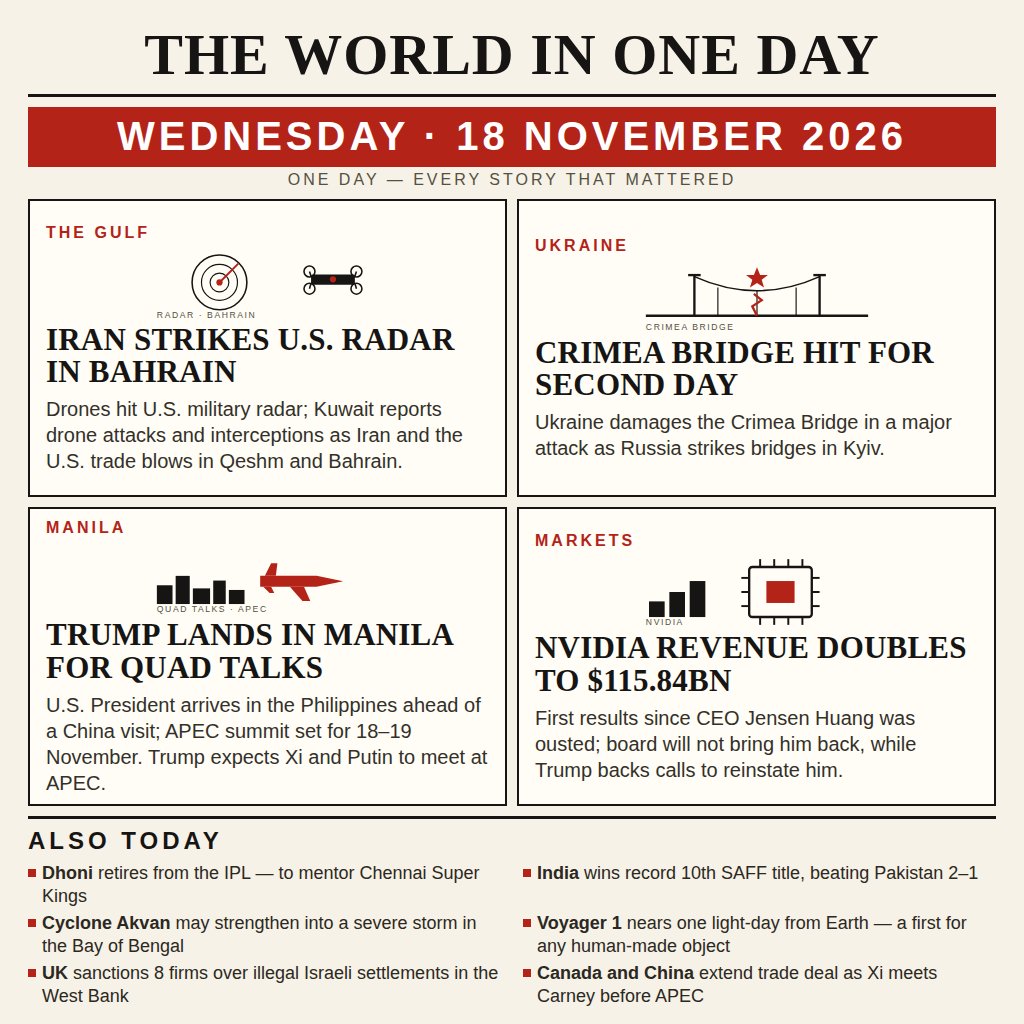 THE WORLD IN ONE DAY
WEDNESDAY · 18 NOVEMBER 2026
ONE DAY — EVERY STORY THAT MATTERED
THE GULF
RADAR · BAHRAIN
IRAN STRIKES U.S. RADAR
IN BAHRAIN
Drones hit U.S. military radar; Kuwait reports
drone attacks and interceptions as Iran and the
U.S. trade blows in Qeshm and Bahrain.
UKRAINE
CRIMEA BRIDGE
CRIMEA BRIDGE HIT FOR
SECOND DAY
Ukraine damages the Crimea Bridge in a major
attack as Russia strikes bridges in Kyiv.
MANILA
QUAD TALKS · APEC
TRUMP LANDS IN MANILA
FOR QUAD TALKS
U.S. President arrives in the Philippines ahead of
a China visit; APEC summit set for 18–19
November. Trump expects Xi and Putin to meet at
APEC.
MARKETS
NVIDIA
NVIDIA REVENUE DOUBLES
TO $115.84BN
First results since CEO Jensen Huang was
ousted; board will not bring him back, while
Trump backs calls to reinstate him.
ALSO TODAY
Dhoni retires from the IPL — to mentor Chennai Super
Kings
India wins record 10th SAFF title, beating Pakistan 2–1
Cyclone Akvan may strengthen into a severe storm in
the Bay of Bengal
Voyager 1 nears one light-day from Earth — a first for
any human-made object
UK sanctions 8 firms over illegal Israeli settlements in the
West Bank
Canada and China extend trade deal as Xi meets
Carney before APEC